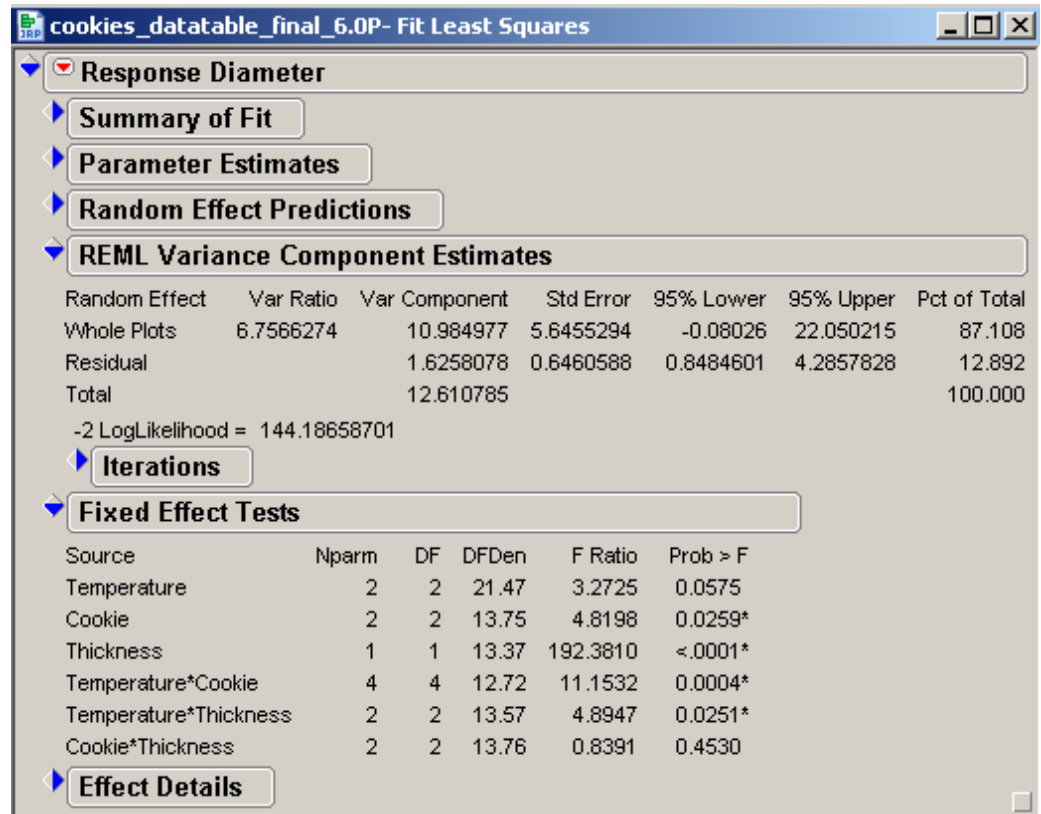 cookies_datatable_final_6.0P- Fit Least Squares
Response Diameter
Summary of Fit
Parameter Estimates
Random Effect Predictions
REML Variance Component Estimates
Random Effect Var Ratio Var Component Std Error 95% Lower 95% Upper Pct of Total
Whole Plots 6.7566274 10.984977 5.6455294 -0.08026 22.050215 87.108
Residual 1.6258078 0.6460588 0.8484601 4.2857828 12.892
Total 12.610785 100.000
-2 LogLikelihood = 144.18658701
Iterations
Fixed Effect Tests
Source Nparm DF DFDen F Ratio Prob > F
Temperature 2 2 21.47 3.2725 0.0575
Cookie 2 2 13.75 4.8198 0.0259*
Thickness 1 1 13.37 192.3810 <.0001*
Temperature*Cookie 4 4 12.72 11.1532 0.0004*
Temperature*Thickness 2 2 13.57 4.8947 0.0251*
Cookie*Thickness 2 2 13.76 0.8391 0.4530
Effect Details